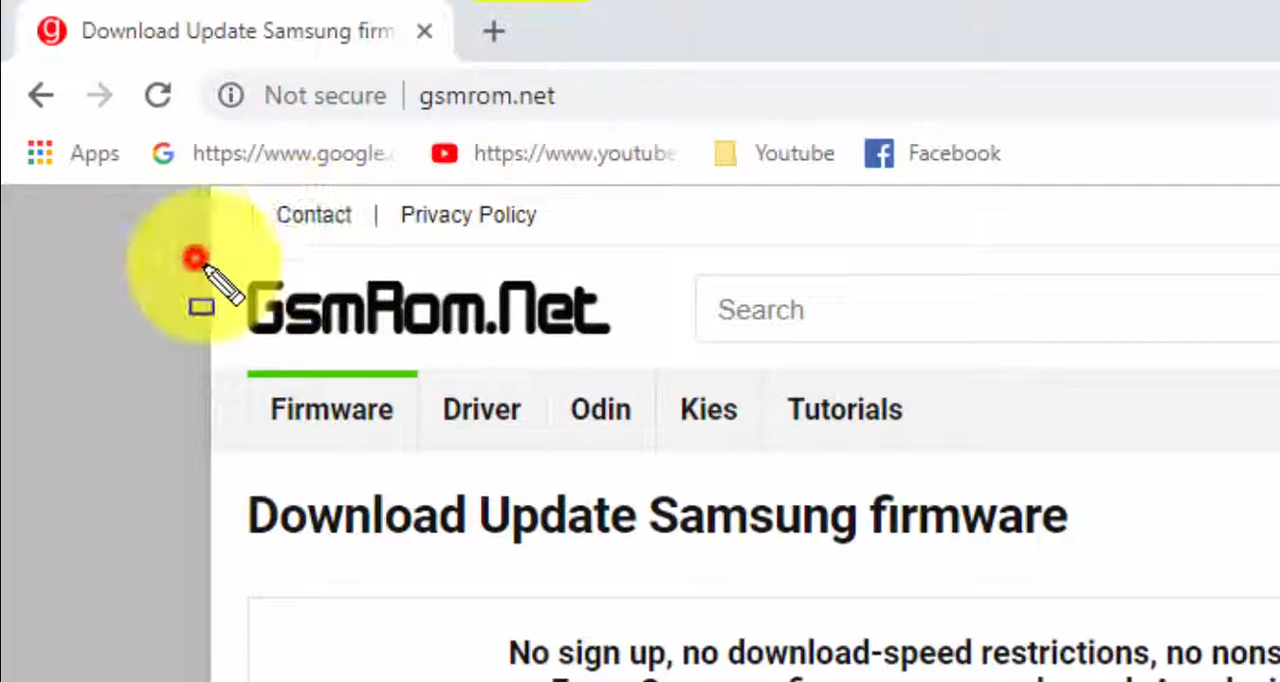 Download Update Samsung firm
Not secure | gsmrom.net
Apps https://www.google. https://www.youtube Youtube Facebook
| Contact | Privacy Policy
GsmRom.Net
Search
Firmware Driver Odin Kies Tutorials
Download Update Samsung firmware
No sign up, no download-speed restrictions, no nons